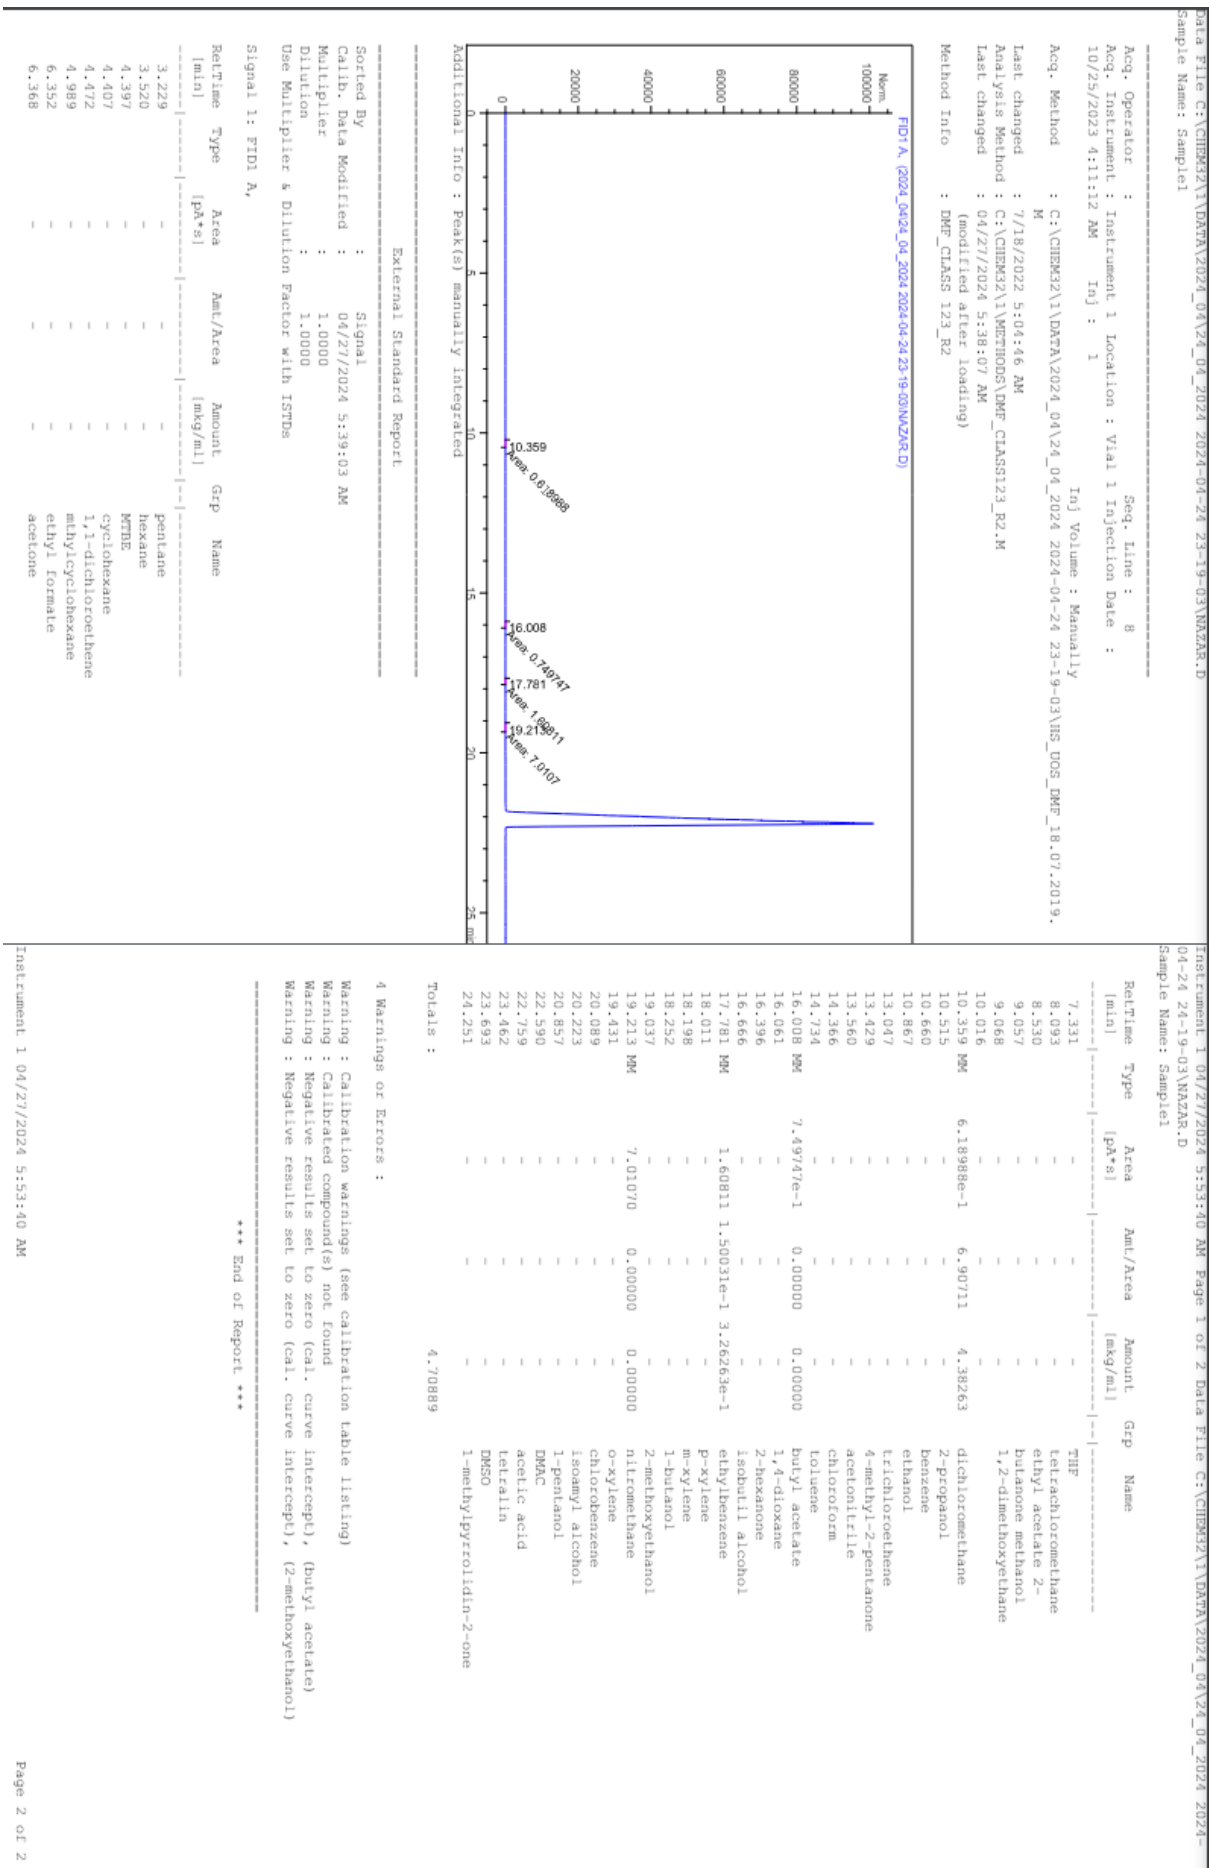 Data File C:\CHEM32\1\DATA\2024_04\24_04_2024 2024-04-24 23-19-03\NAZAR.D
Sample Name: Sample1
Acq. Operator : Seq. Line : 8
Acq. Instrument : Instrument 1 Location : Vial 1 Injection Date :
10/25/2023 4:11:12 AM Inj : 1
Inj Volume : Manually
Acq. Method : C:\CHEM32\1\DATA\2024_04\24_04_2024 2024-04-24 23-19-03\HS_UOS_DMF_18.07.2019.
M
Last changed : 7/18/2022 5:04:46 AM
Analysis Method : C:\CHEM32\1\METHODS\DMF_CLASS123_R2.M
Last changed : 04/27/2024 5:38:07 AM
(modified after loading)
Method Info : DMF_CLASS 123_R2
FID1 A, (2024_04\24_04_2024 2024-04-24 23-19-03\NAZAR.D)
Norm.
100000
80000
60000
40000
20000
0
10.359
Area: 0.618988
16.008
Area: 0.749747
17.781
Area: 1.60811
19.213
Area: 7.0107
0 5 10 15 20 25 min
Additional Info : Peak(s) manually integrated
External Standard Report
Sorted By : Signal
Calib. Data Modified : 04/27/2024 5:39:03 AM
Multiplier : 1.0000
Dilution : 1.0000
Use Multiplier & Dilution Factor with ISTDs
Signal 1: FID1 A,
RetTime Type Area Amt/Area Amount Grp Name
[min] [pA*s] [mkg/ml]
3.229 - - - pentane
3.520 - - - hexane
4.397 - - - MTBE
4.407 - - - cyclohexane
4.472 - - - 1,1-dichloroethene
4.989 - - - mthylcyclohexane
6.352 - - - ethyl formate
6.368 - - - acetone
Instrument 1 04/27/2024 5:53:40 AM Page 1 of 2 Data File C:\CHEM32\1\DATA\2024_04\24_04_2024 2024-
04-24 24-19-03\NAZAR.D
Sample Name: Sample1
RetTime Type Area Amt/Area Amount Grp Name
[min] [pA*s] [mkg/ml]
7.331 - - - THF
8.093 - - - tetrachloromethane
8.530 - - - ethyl acetate 2-
9.057 - - - butanone methanol
9.068 - - - 1,2-dimethoxyethane
10.016 - - -
10.359 MM 6.18988e-1 6.90711 4.38263 dichloromethane
10.515 - - - 2-propanol
10.660 - - - benzene
10.867 - - - ethanol
13.047 - - - trichloroethene
13.429 - - - 4-methyl-2-pentanone
13.560 - - - acetonitrile
14.366 - - - chloroform
14.734 - - - toluene
16.008 MM 7.49747e-1 0.00000 0.00000 butyl acetate
16.061 - - - 1,4-dioxane
16.396 - - - 2-hexanone
16.666 - - - isobutil alcohol
17.781 MM 1.60811 1.50031e-1 3.26263e-1 ethylbenzene
18.011 - - - p-xylene
18.198 - - - m-xylene
18.252 - - - 1-butanol
19.037 - - - 2-methoxyethanol
19.213 MM 7.01070 0.00000 0.00000 nitromethane
19.431 - - - o-xylene
20.089 - - - chlorobenzene
20.223 - - - isoamyl alcohol
20.857 - - - 1-pentanol
22.590 - - - DMAC
22.759 - - - acetic acid
23.462 - - - tetralin
23.693 - - - DMSO
24.251 - - - 1-methylpyrrolidin-2-one
Totals : 4.70889
4 Warnings or Errors :
Warning : Calibration warnings (see calibration table listing)
Warning : Calibrated compound(s) not found
Warning : Negative results set to zero (cal. curve intercept), (butyl acetate)
Warning : Negative results set to zero (cal. curve intercept), (2-methoxyethanol)
*** End of Report ***
Instrument 1 04/27/2024 5:53:40 AM Page 2 of 2